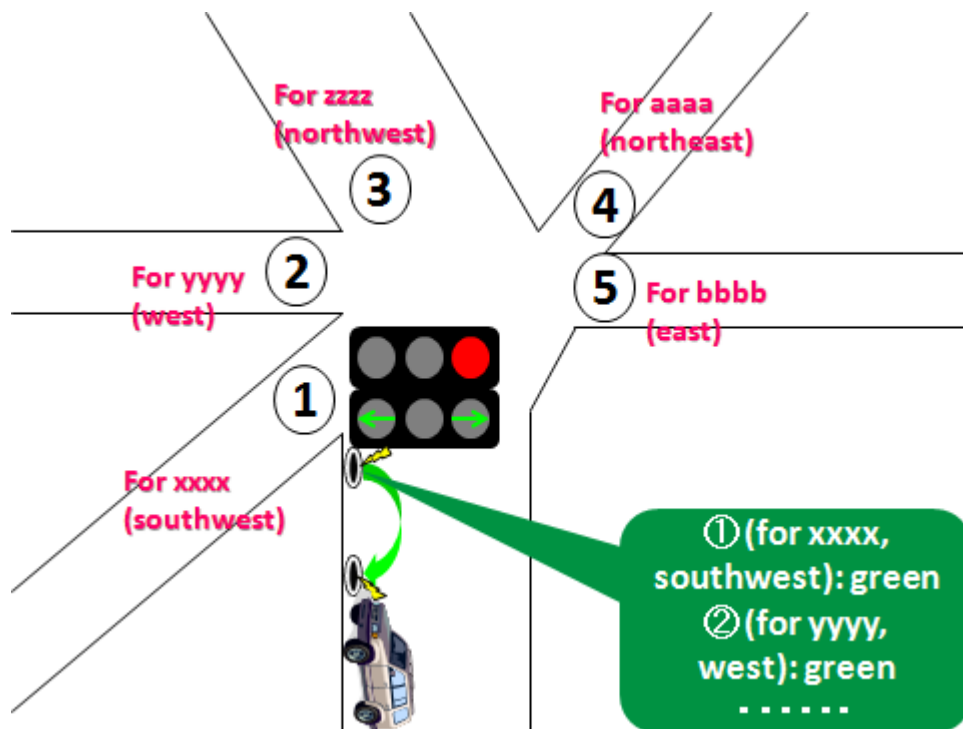 For zzzz
(northwest)
3
For aaaa
(northeast)
4
For yyyy
(west)
2
5
For bbbb
(east)
1
For xxxx
(southwest)
①(for xxxx,
southwest): green
②(for yyyy,
west): green
······